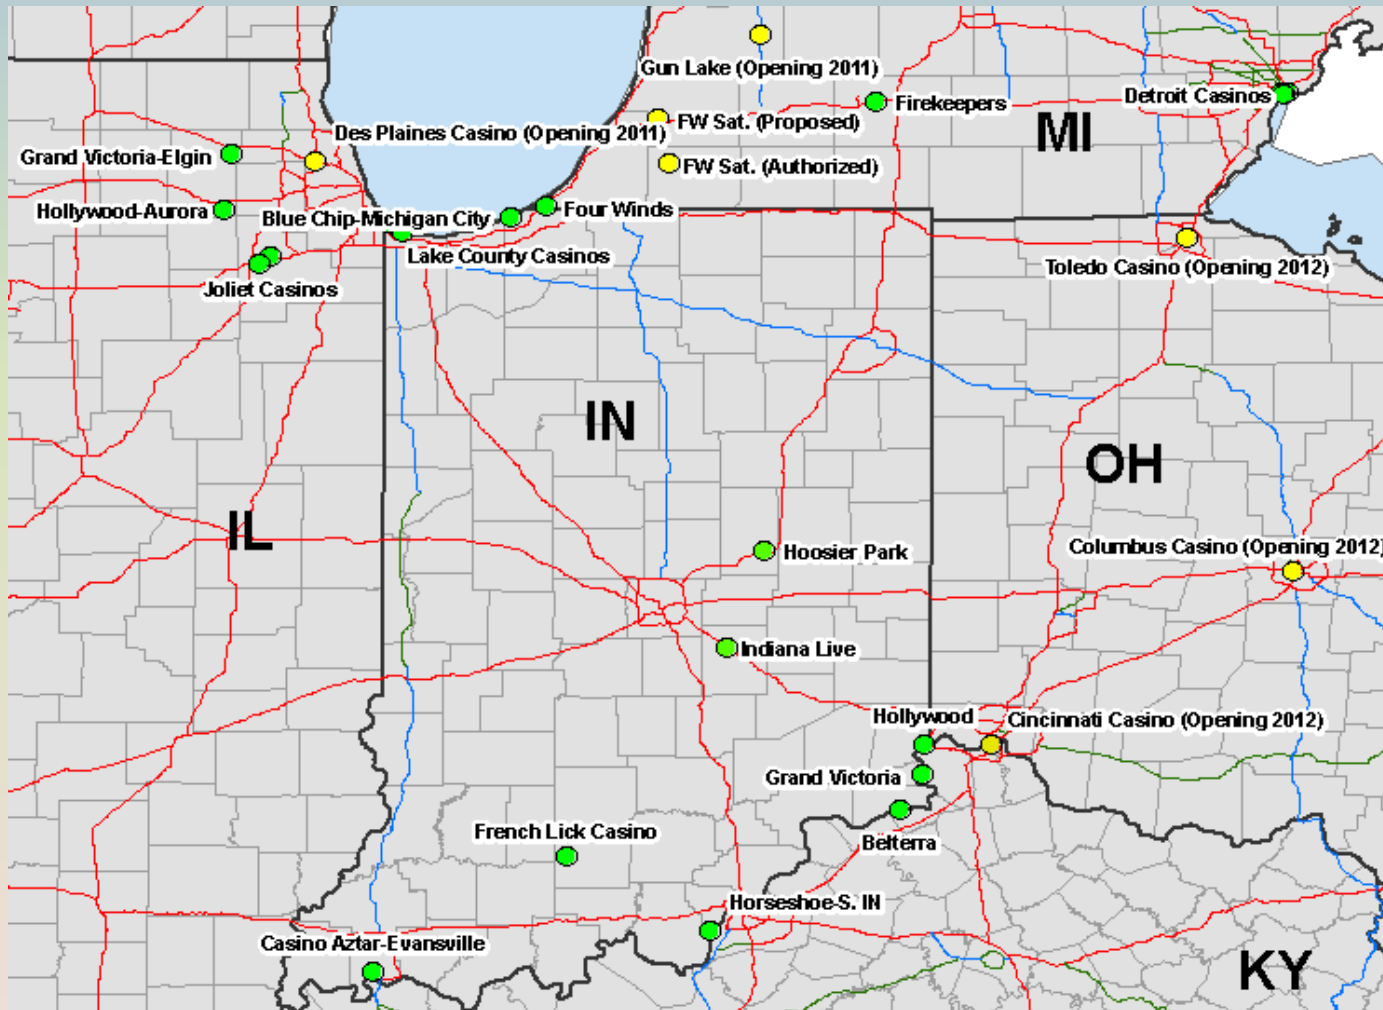 Gun Lake (Opening 2011)
Detroit Casinos
Firekeepers
FW Sat. (Proposed)
MI
Des Plaines Casino (Opening 2011)
Grand Victoria-Elgin
FW Sat. (Authorized)
Hollywood-Aurora
Blue Chip-Michigan City
Four Winds
Lake County Casinos
Toledo Casino (Opening 2012)
Joliet Casinos
IN
OH
IL
Columbus Casino (Opening 2012)
Hoosier Park
Indiana Live
Hollywood
Cincinnati Casino (Opening 2012)
Grand Victoria
French Lick Casino
Belterra
Horseshoe-S. IN
Casino Aztar-Evansville
KY